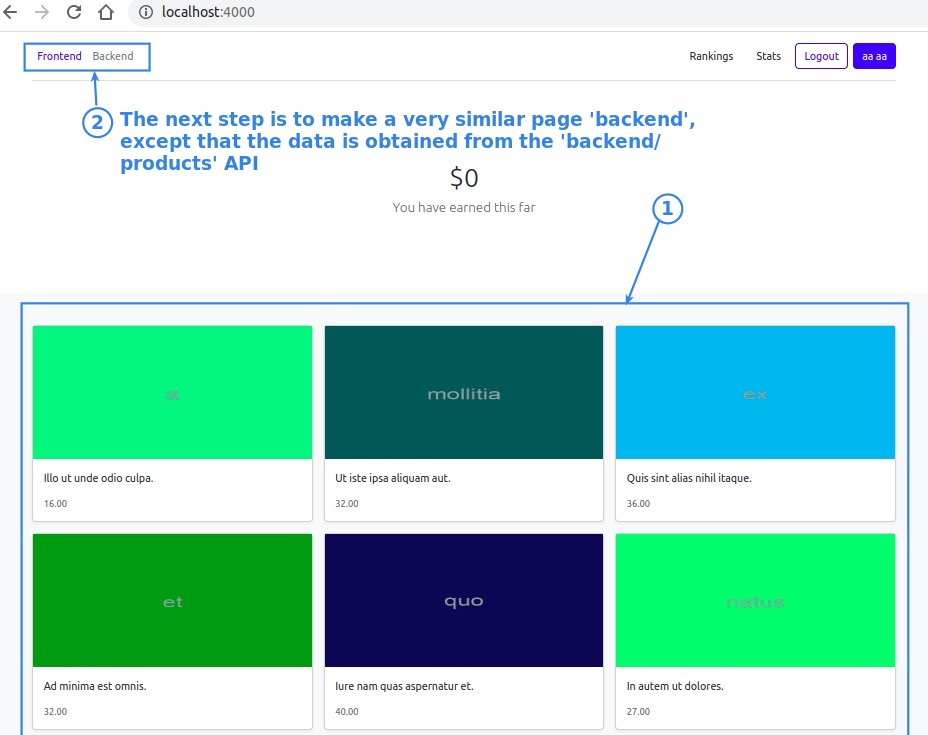 localhost:4000
Frontend Backend Rankings Stats Logout aa aa
2 The next step is to make a very similar page 'backend',
except that the data is obtained from the 'backend/
products' API
$0
You have earned this far
1
a mollitia ex
Illo ut unde odio culpa. Ut iste ipsa aliquam aut. Quis sint alias nihil itaque.
16.00 32.00 36.00
et quo natus
Ad minima est omnis. Iure nam quas aspernatur et. In autem ut dolores.
32.00 40.00 27.00